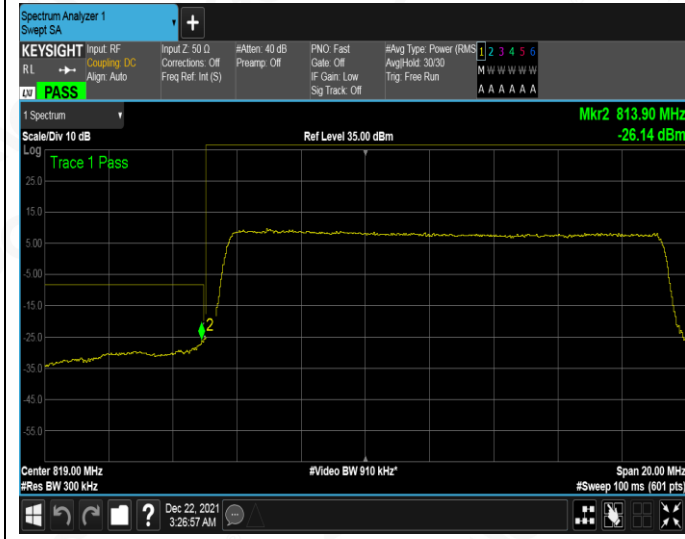 Spectrum Analyzer 1
Swept SA
KEYSIGHT
RL
PASS
Input: RF
Coupling: DC
Align: Auto
Input Z: 50 Ω
Corrections: Off
Freq Ref: Int (S)
#Atten: 40 dB
Preamp: Off
PNO: Fast
Gate: Off
IF Gain: Low
Sig Track: Off
#Avg Type: Power (RMS
Avg|Hold: 30/30
Trig: Free Run
1 2 3 4 5 6
M W W W W W
A A A A A A
1 Spectrum
Mkr2 813.90 MHz
Scale/Div 10 dB
Ref Level 35.00 dBm
-26.14 dBm
Log
Trace 1 Pass
25.0
15.0
5.00
-5.00
-15.0
2
-25.0
-35.0
-45.0
-55.0
Center 819.00 MHz
#Video BW 910 kHz*
Span 20.00 MHz
#Res BW 300 kHz
#Sweep 100 ms (601 pts)
?
Dec 22, 2021
3:26:57 AM